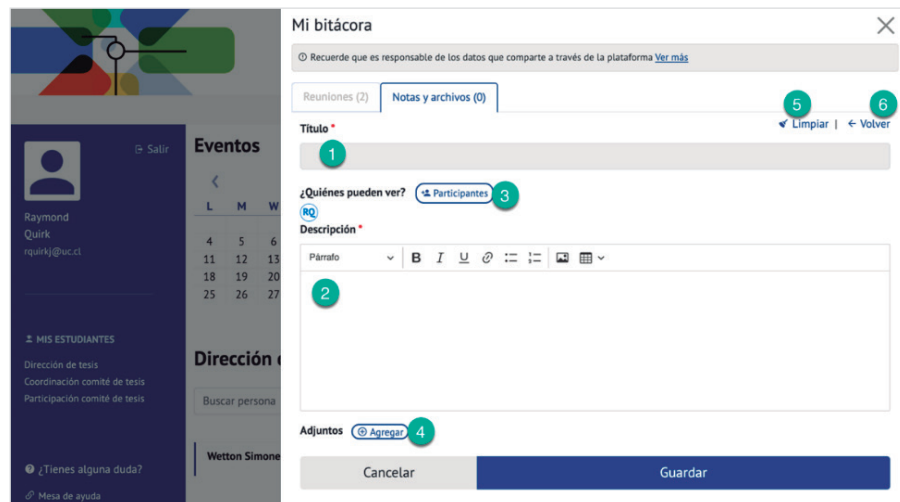 Mi bitácora
Recuerde que es responsable de los datos que comparte a través de la plataforma Ver más
Reuniones (2)
Notas y archivos (0)
5
6
Limpiar | ← Volver
Título *
1
¿Quiénes pueden ver?
Participantes
3
RQ
Descripción *
Párrafo
B I U
2
Adjuntos
Agregar
4
Cancelar
Guardar
Salir
Raymond
Quirk
rquirkj@uc.cl
MIS ESTUDIANTES
Dirección de tesis
Coordinación comité de tesis
Participación comité de tesis
¿Tienes alguna duda?
Mesa de ayuda
Eventos
L M W
4 5 6
11 12 13
18 19 20
25 26 27
Dirección
Buscar persona
Wetton Simone